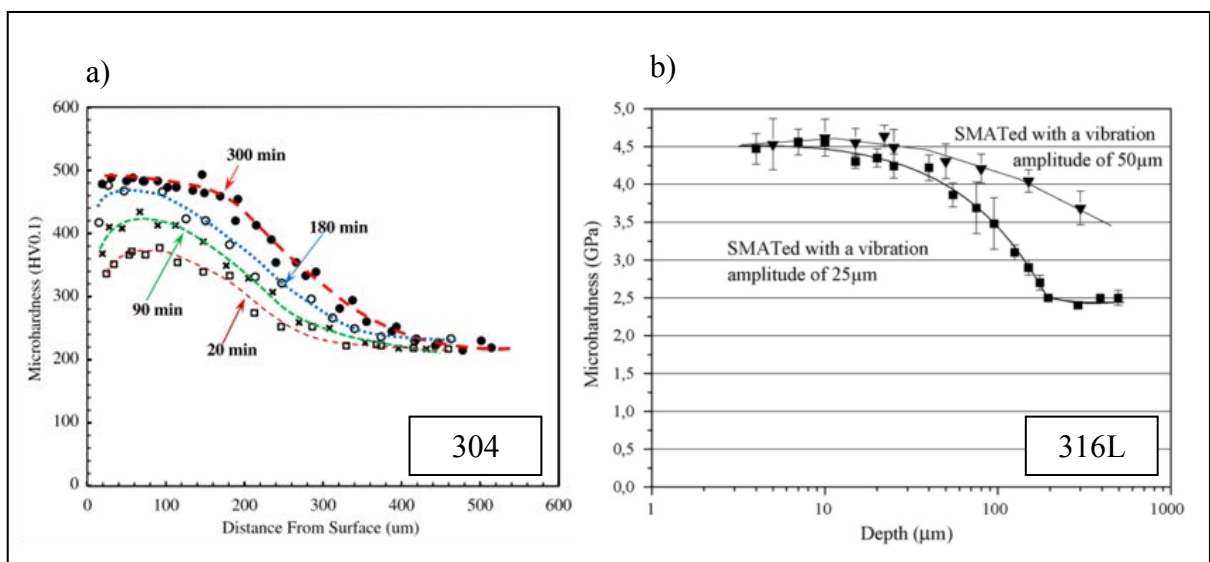 a)
600
500
400
300
200
100
0
0
100
200
300
400
500
600
Microhardness (HV0.1)
Distance From Surface (um)
300 min
180 min
90 min
20 min
304
b)
5,0
4,5
4,0
3,5
3,0
2,5
2,0
1,5
1,0
0,5
0,0
1
10
100
1000
Microhardness (GPa)
Depth (µm)
SMATed with a vibration
amplitude of 50µm
SMATed with a vibration
amplitude of 25µm
316L